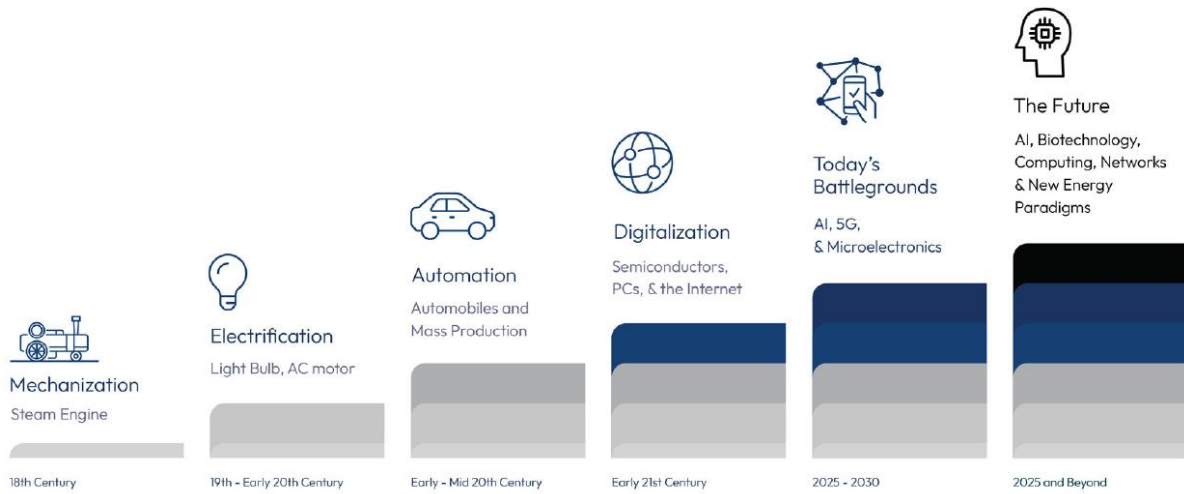 Mechanization
Steam Engine
18th Century
Electrification
Light Bulb, AC motor
19th - Early 20th Century
Automation
Automobiles and
Mass Production
Early - Mid 20th Century
Digitalization
Semiconductors,
PCs, & the Internet
Early 21st Century
Today's
Battlegrounds
AI, 5G,
& Microelectronics
2025 - 2030
The Future
AI, Biotechnology,
Computing, Networks
& New Energy
Paradigms
2025 and Beyond